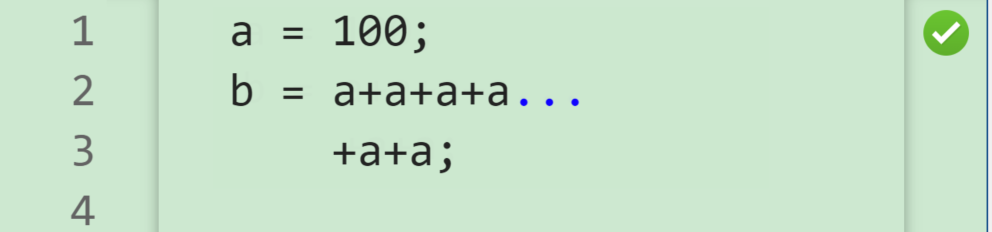 1 a = 100;
2 b = a+a+a+a...
3 +a+a;
4